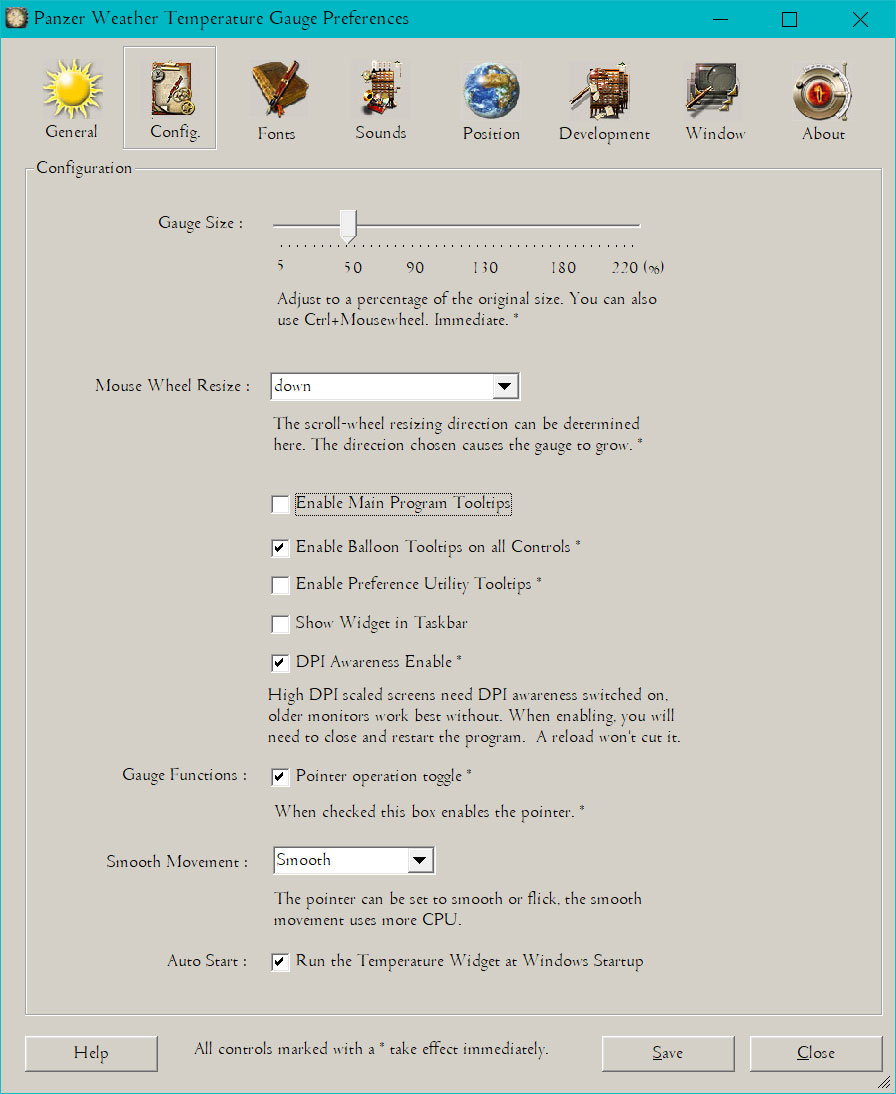 Panzer Weather Temperature Gauge Preferences
General Config. Fonts Sounds Position Development Window About
Configuration
Gauge Size :
5 50 90 130 180 220 (%)
Adjust to a percentage of the original size. You can also
use Ctrl+Mousewheel. Immediate. *
Mouse Wheel Resize : down
The scroll-wheel resizing direction can be determined
here. The direction chosen causes the gauge to grow. *
Enable Main Program Tooltips
Enable Balloon Tooltips on all Controls *
Enable Preference Utility Tooltips *
Show Widget in Taskbar
DPI Awareness Enable *
High DPI scaled screens need DPI awareness switched on,
older monitors work best without. When enabling, you will
need to close and restart the program. A reload won't cut it.
Gauge Functions : Pointer operation toggle *
When checked this box enables the pointer. *
Smooth Movement : Smooth
The pointer can be set to smooth or flick, the smooth
movement uses more CPU.
Auto Start : Run the Temperature Widget at Windows Startup
Help All controls marked with a * take effect immediately. Save Close